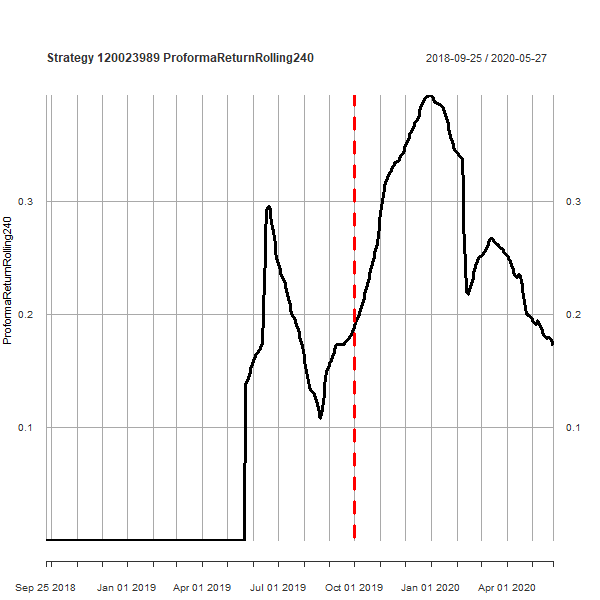 Strategy 120023989 ProformaReturnRolling240
2018-09-25 / 2020-05-27
ProformaReturnRolling240
0.3
0.2
0.1
0.3
0.2
0.1
Sep 25 2018
Jan 01 2019
Apr 01 2019
Jul 01 2019
Oct 01 2019
Jan 01 2020
Apr 01 2020